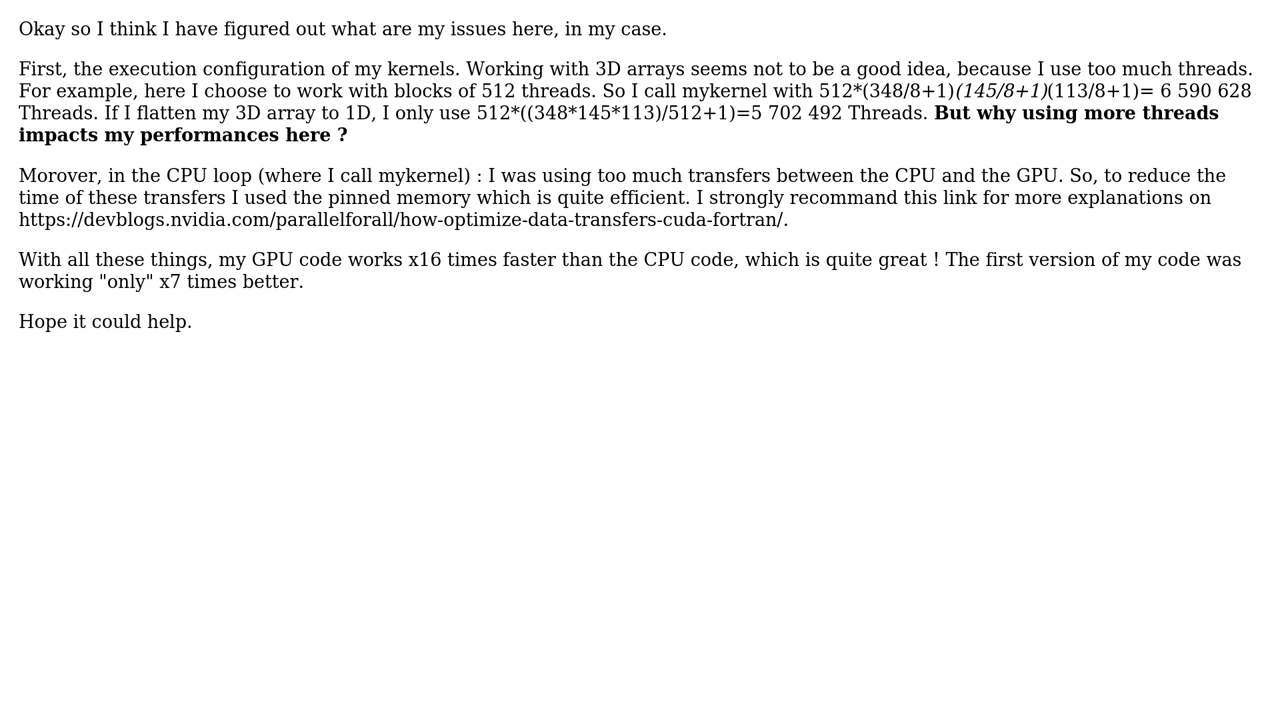 Okay so I think I have figured out what are my issues here, in my case.
First, the execution configuration of my kernels. Working with 3D arrays seems not to be a good idea, because I use too much threads.
For example, here I choose to work with blocks of 512 threads. So I call mykernel with 512*(348/8+1)(145/8+1)(113/8+1)= 6 590 628
Threads. If I flatten my 3D array to 1D, I only use 512*((348*145*113)/512+1)=5 702 492 Threads. But why using more threads
impacts my performances here ?
Morover, in the CPU loop (where I call mykernel) : I was using too much transfers between the CPU and the GPU. So, to reduce the
time of these transfers I used the pinned memory which is quite efficient. I strongly recommand this link for more explanations on
https://devblogs.nvidia.com/parallelforall/how-optimize-data-transfers-cuda-fortran/.
With all these things, my GPU code works x16 times faster than the CPU code, which is quite great ! The first version of my code was
working "only" x7 times better.
Hope it could help.